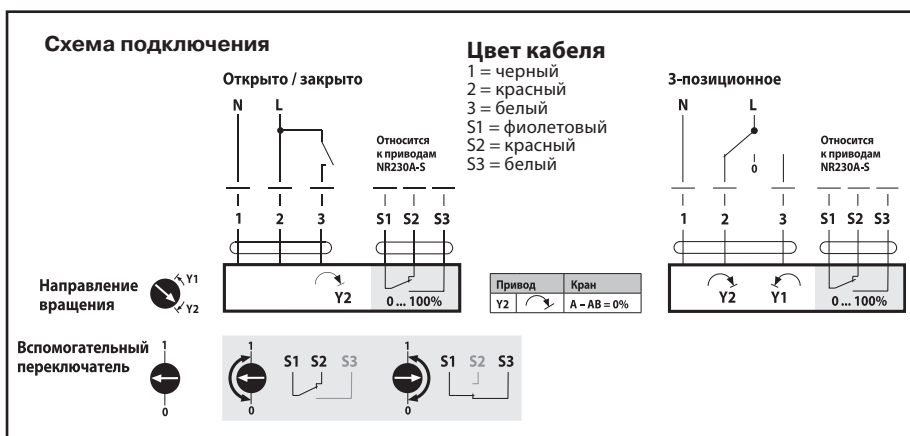 Схема подключения
Открыто / закрыто
N L
Относится
к приводам
NR230A-S
1 2 3 S1 S2 S3
Y2
0 ... 100%
Цвет кабеля
1 = черный
2 = красный
3 = белый
S1 = фиолетовый
S2 = красный
S3 = белый
3-позиционное
N L
0
Относится
к приводам
NR230A-S
1 2 3 S1 S2 S3
Y2 Y1
0 ... 100%
Направление
вращения
Y1
Y2
Привод Кран
Y2 A – AB = 0%
Вспомогательный
переключатель
1
0
1
0
S1 S2 S3
1
0
S1 S2 S3